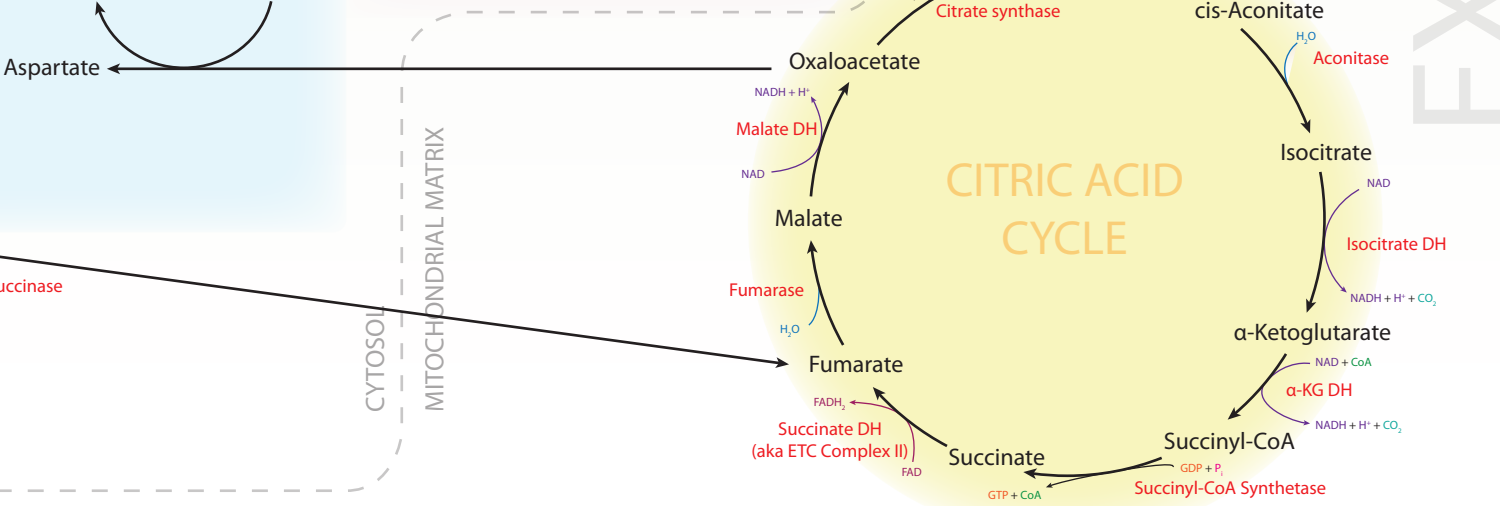 Citrate synthase
cis-Aconitate
H₂O
Aconitase
EX
Aspartate
Oxaloacetate
NADH + H⁺
Malate DH
NAD
MITOCHONDRIAL MATRIX
CITRIC ACID
CYCLE
Isocitrate
NAD
Isocitrate DH
NADH + H⁺ + CO₂
Malate
Fumarase
H₂O
uccinase
CYTOSOL
α-Ketoglutarate
NAD + CoA
α-KG DH
NADH + H⁺ + CO₂
Fumarate
FADH₂
Succinate DH
(aka ETC Complex II)
FAD
Succinate
Succinyl-CoA
GDP + Pᵢ
Succinyl-CoA Synthetase
GTP + CoA